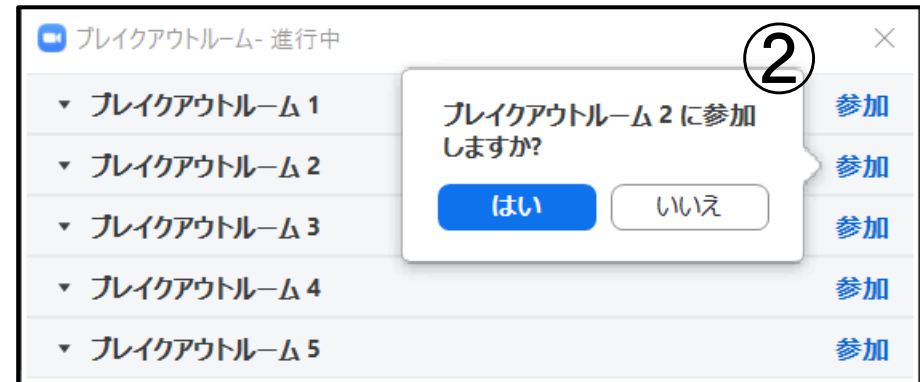 ブレイクアウトルーム- 進行中
②
ブレイクアウトルーム 1 参加
ブレイクアウトルーム 2 に参加
しますか?
はい いいえ
ブレイクアウトルーム 2 参加
ブレイクアウトルーム 3 参加
ブレイクアウトルーム 4 参加
ブレイクアウトルーム 5 参加